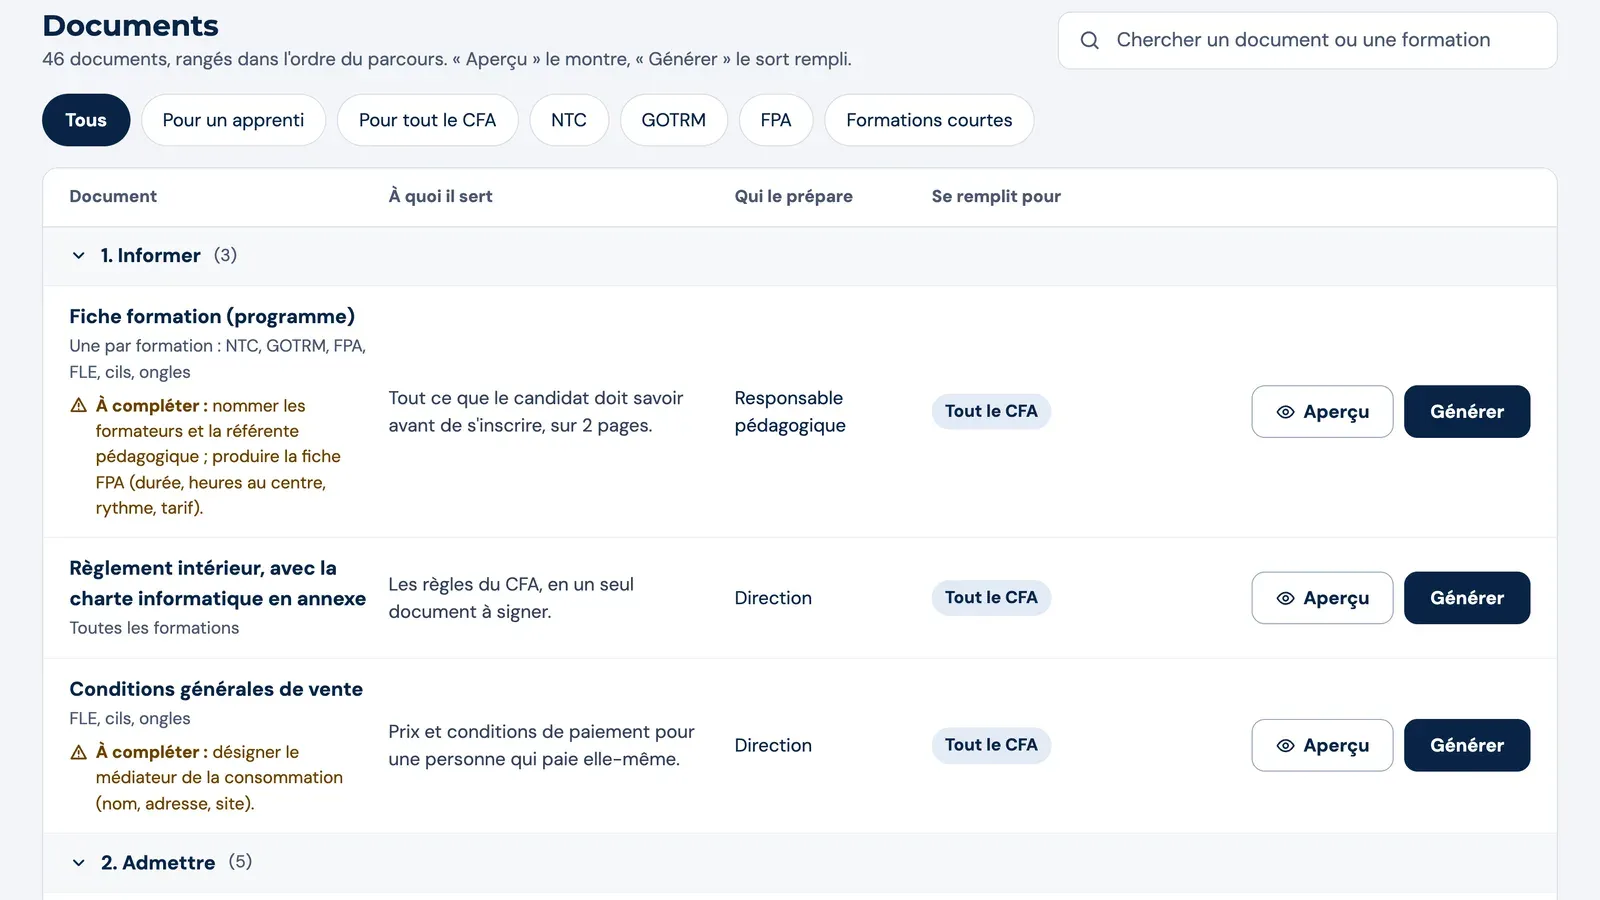 Documents
46 documents, rangés dans l'ordre du parcours. « Aperçu » le montre, « Générer » le sort rempli.
Chercher un document ou une formation
Tous
Pour un apprenti
Pour tout le CFA
NTC
GOTRM
FPA
Formations courtes
Document
À quoi il sert
Qui le prépare
Se remplit pour
1. Informer (3)
Fiche formation (programme)
Une par formation : NTC, GOTRM, FPA,
FLE, cils, ongles
À compléter : nommer les
formateurs et la référente
pédagogique ; produire la fiche
FPA (durée, heures au centre,
rythme, tarif).
Tout ce que le candidat doit savoir
avant de s'inscrire, sur 2 pages.
Responsable
pédagogique
Tout le CFA
Aperçu
Générer
Règlement intérieur, avec la
charte informatique en annexe
Toutes les formations
Les règles du CFA, en un seul
document à signer.
Direction
Tout le CFA
Aperçu
Générer
Conditions générales de vente
FLE, cils, ongles
À compléter : désigner le
médiateur de la consommation
(nom, adresse, site).
Prix et conditions de paiement pour
une personne qui paie elle-même.
Direction
Tout le CFA
Aperçu
Générer
2. Admettre (5)